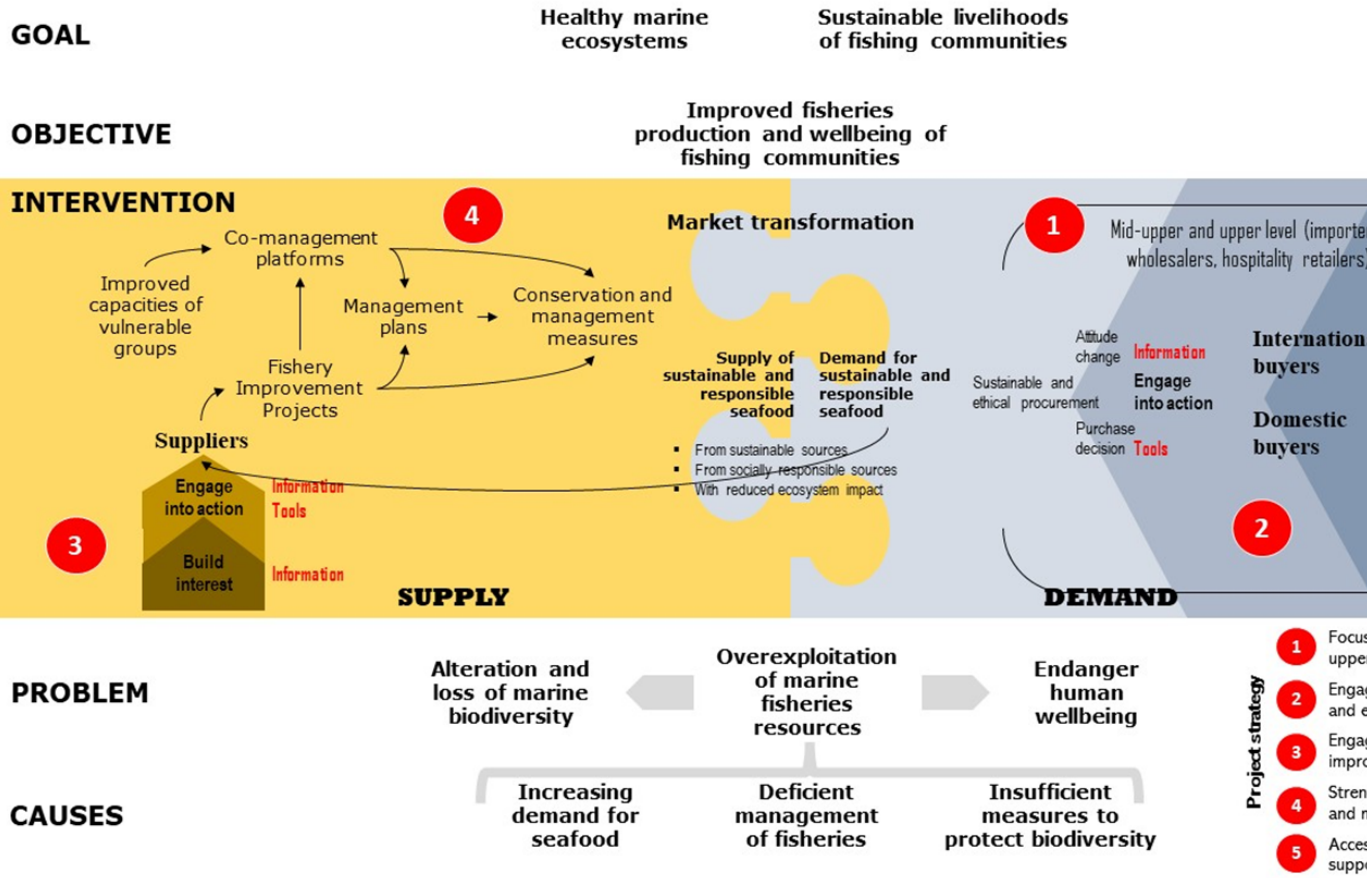 GOAL
Healthy marine
ecosystems
Sustainable livelihoods
of fishing communities
OBJECTIVE
Improved fisheries
production and wellbeing of
fishing communities
INTERVENTION
4
Market transformation
1
Mid-upper and upper level
wholesalers, hospitality retailers)
Co-management
platforms
Improved
capacities of
vulnerable
groups
Management
plans
Conservation and
management
measures
Fishery
Improvement
Projects
Suppliers
Engage
into action
Information
Tools
3
Build
interest
Information
SUPPLY
Supply of
sustainable and
responsible
seafood
Demand for
sustainable and
responsible
seafood
▪ From sustainable sources
▪ From socially responsible sources
▪ With reduced ecosystem impact
Attitude
change
Information
Sustainable and
ethical procurement
Engage
into action
Purchase
decision
Tools
buyers
Domestic
buyers
2
DEMAND
PROBLEM
Alteration and
loss of marine
biodiversity
Overexploitation
of marine
fisheries
resources
Endanger
human
wellbeing
CAUSES
Increasing
demand for
seafood
Deficient
management
of fisheries
Insufficient
measures to
protect biodiversity
Project strategy
1
2
and
3
4
and
5